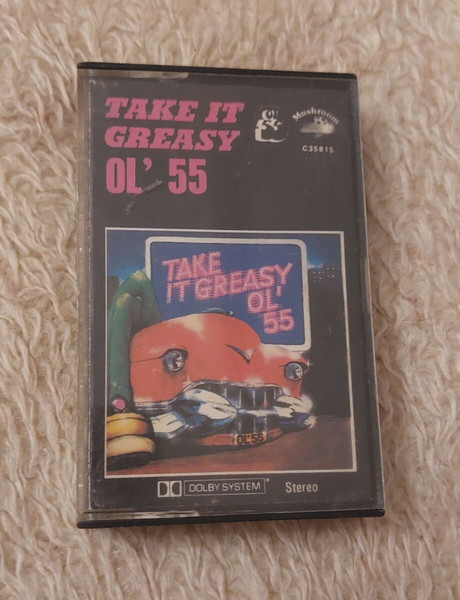 TAKE IT
GREASY
OL' 55
Mushroom
C35815
TAKE
IT GREASY
OL'
55
OL'55
DOLBY SYSTEM
Stereo